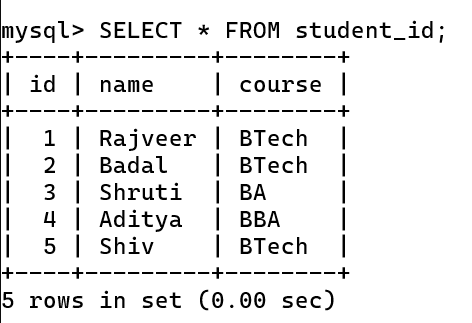 mysql> SELECT * FROM student_id;
+----+---------+--------+
| id | name    | course |
+----+---------+--------+
|  1 | Rajveer | BTech  |
|  2 | Badal   | BTech  |
|  3 | Shruti  | BA     |
|  4 | Aditya  | BBA    |
|  5 | Shiv    | BTech  |
+----+---------+--------+
5 rows in set (0.00 sec)